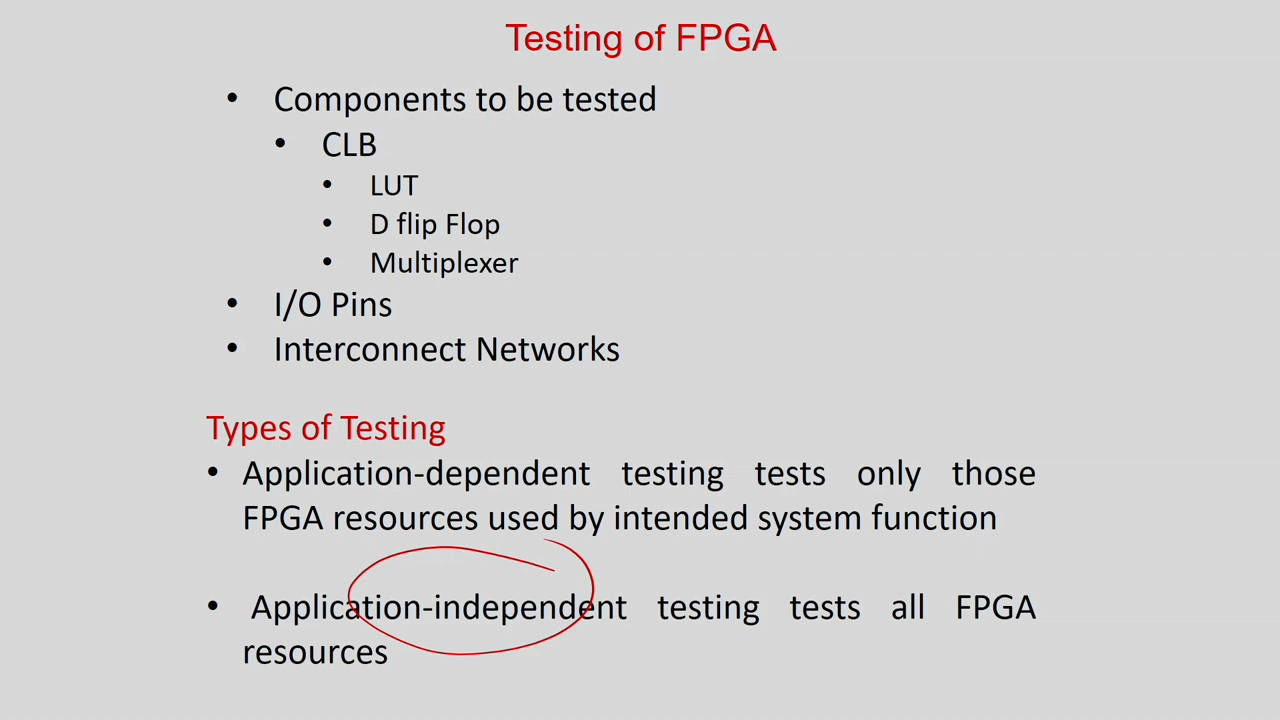 Testing of FPGA
• Components to be tested
• CLB
• LUT
• D flip Flop
• Multiplexer
• I/O Pins
• Interconnect Networks
Types of Testing
• Application-dependent testing tests only those
FPGA resources used by intended system function
• Application-independent testing tests all FPGA
resources